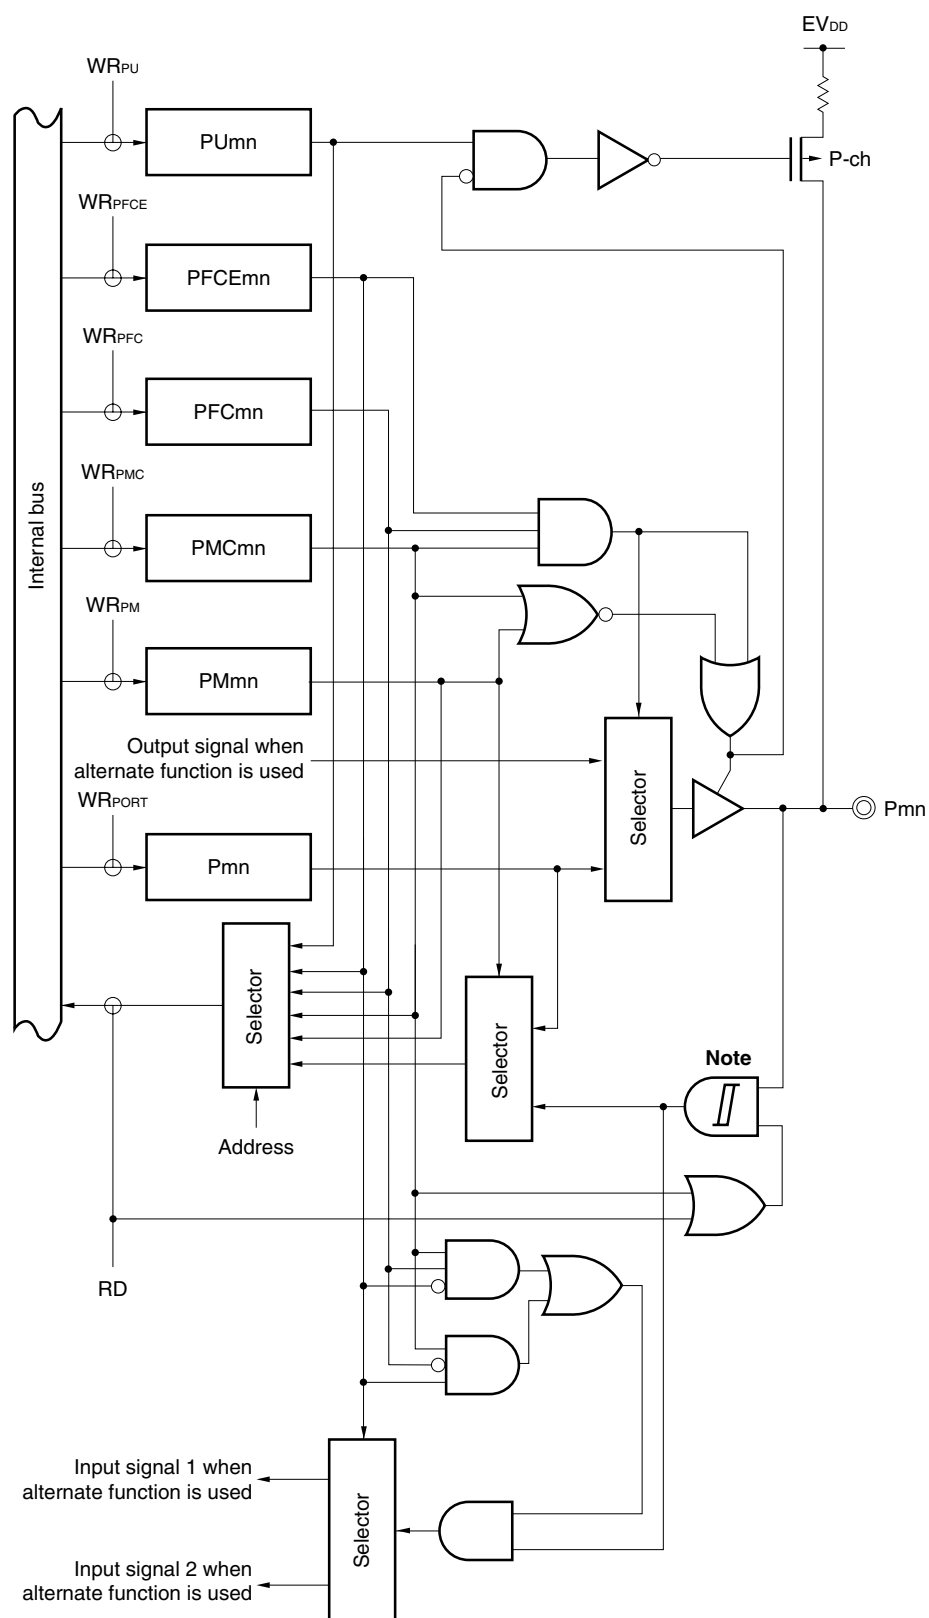 EVDD
WRPU
PUmn
P-ch
WRPFCE
PFCEmn
WRPFC
PFCmn
WRPMC
Internal bus
PMCmn
WRPM
PMmn
Output signal when
alternate function is used
Selector
WRPORT
Pmn
Pmn
Selector
Selector
Note
Address
RD
Input signal 1 when
alternate function is used
Selector
Input signal 2 when
alternate function is used